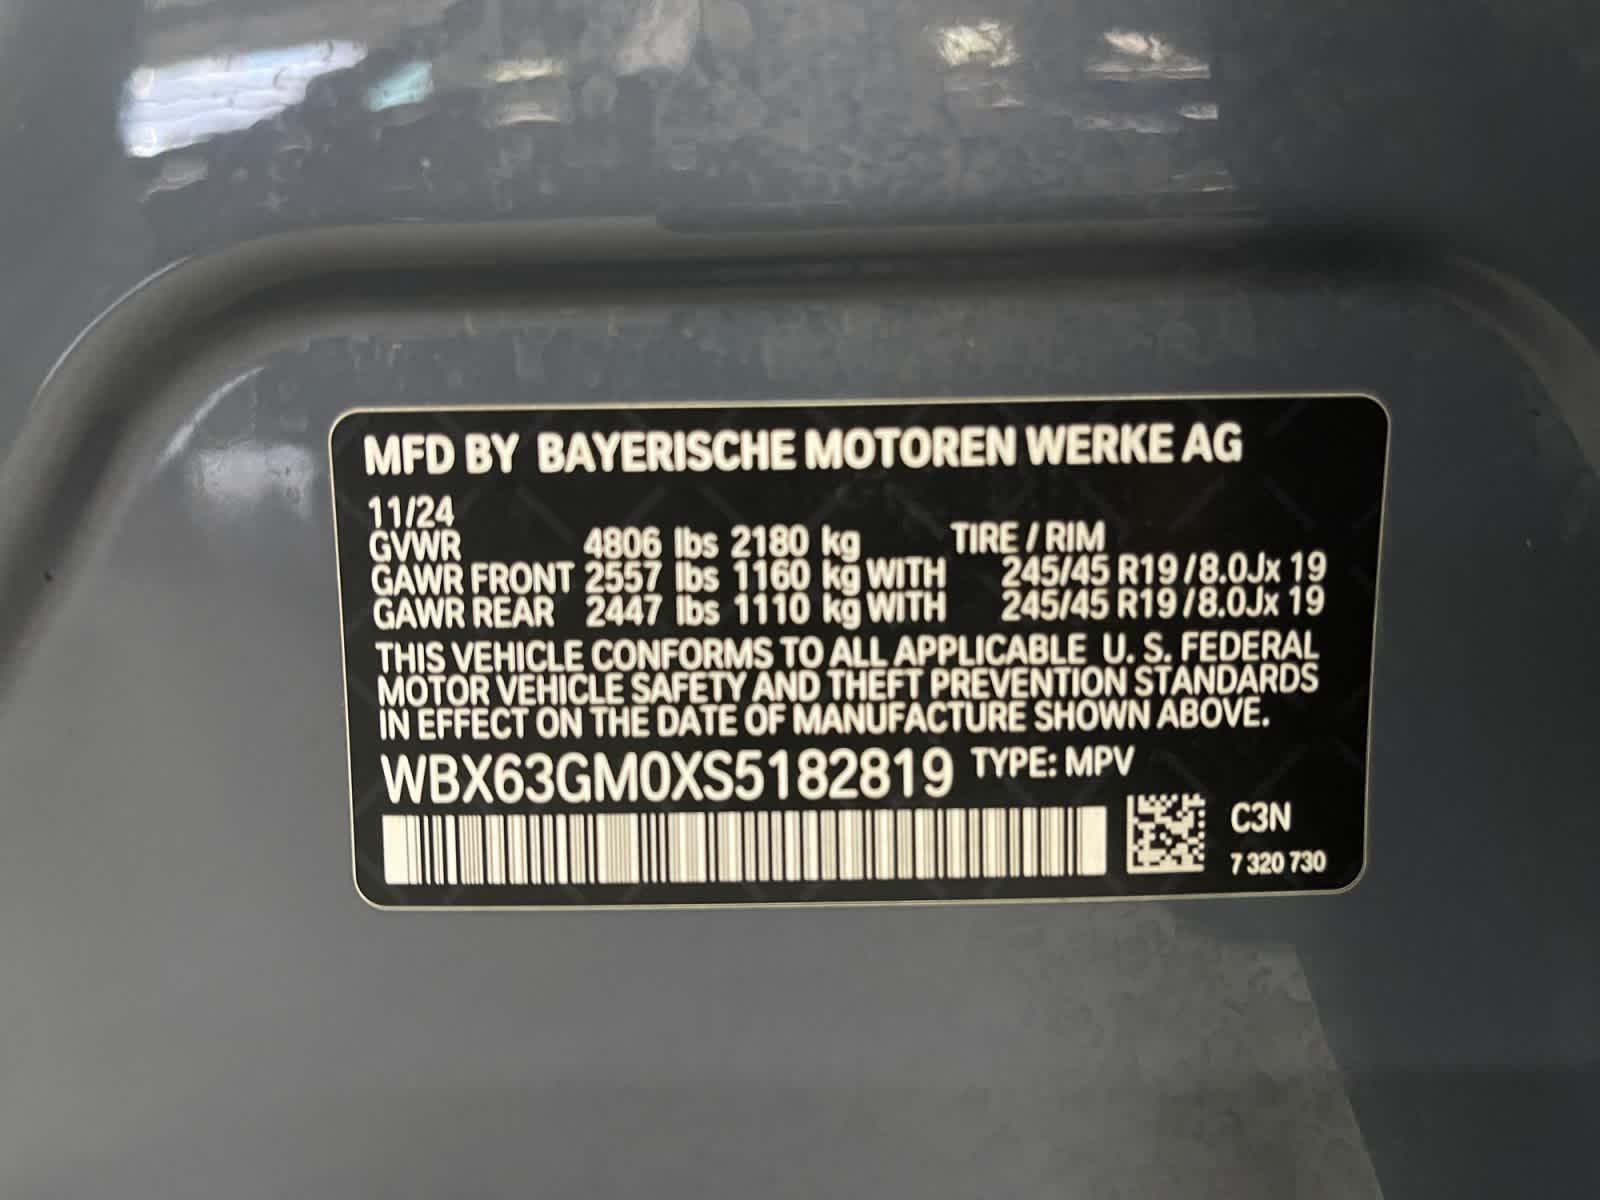 MFD BY BAYERISCHE MOTOREN WERKE AG
11/24
GVWR 4806 lbs 2180 kg TIRE / RIM
GAWR FRONT 2557 lbs 1160 kg WITH 245/45 R19 / 8.0Jx 19
GAWR REAR 2447 lbs 1110 kg WITH 245/45 R19 / 8.0Jx 19
THIS VEHICLE CONFORMS TO ALL APPLICABLE U. S. FEDERAL
MOTOR VEHICLE SAFETY AND THEFT PREVENTION STANDARDS
IN EFFECT ON THE DATE OF MANUFACTURE SHOWN ABOVE.
WBX63GM0XS5182819 TYPE: MPV
C3N
7 320 730